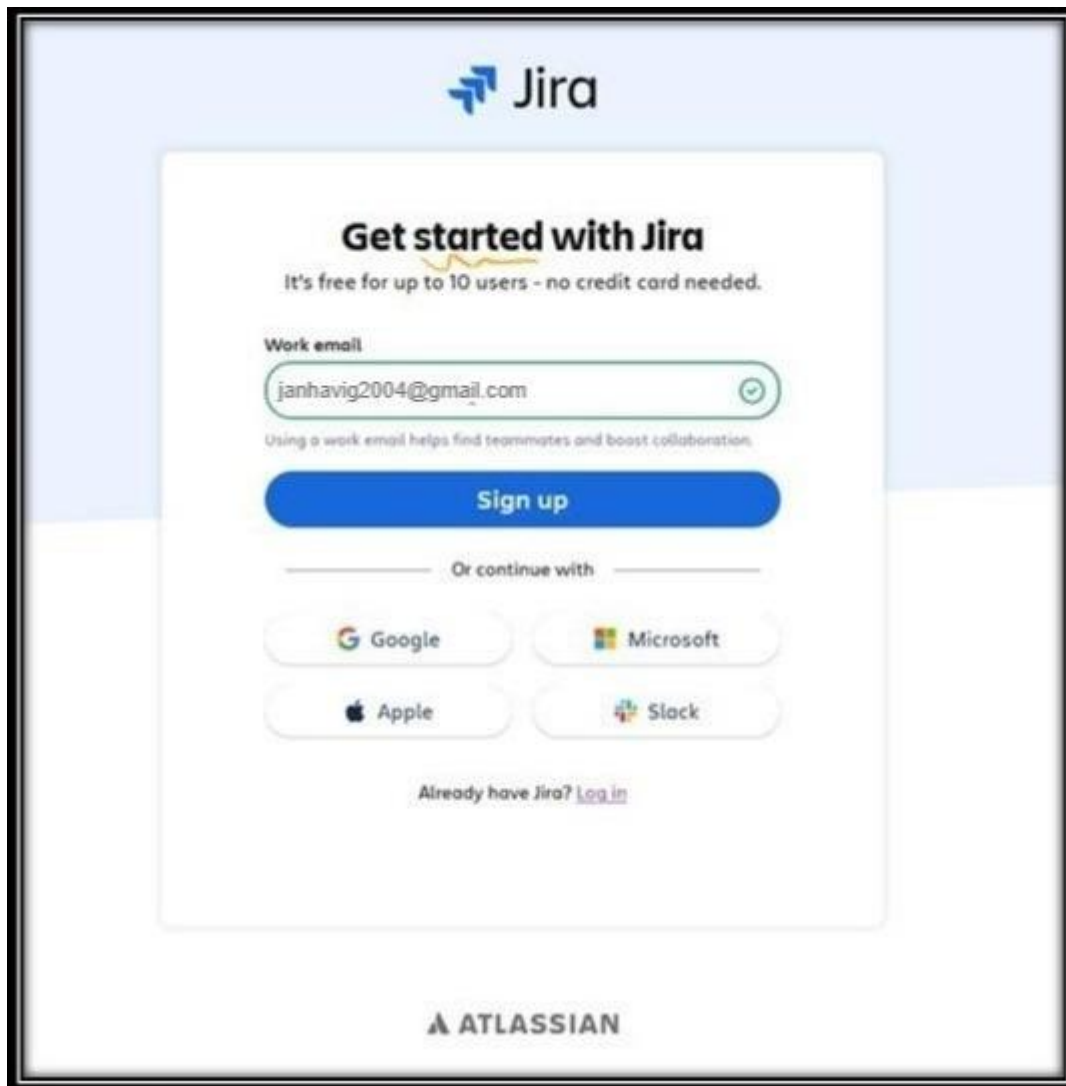 Jira
Get started with Jira
It's free for up to 10 users - no credit card needed.
Work email
janhavig2004@gmail.com
Using a work email helps find teammates and boost collaboration.
Sign up
Or continue with
Google Microsoft
Apple Slack
Already have Jira? Log in
ATLASSIAN